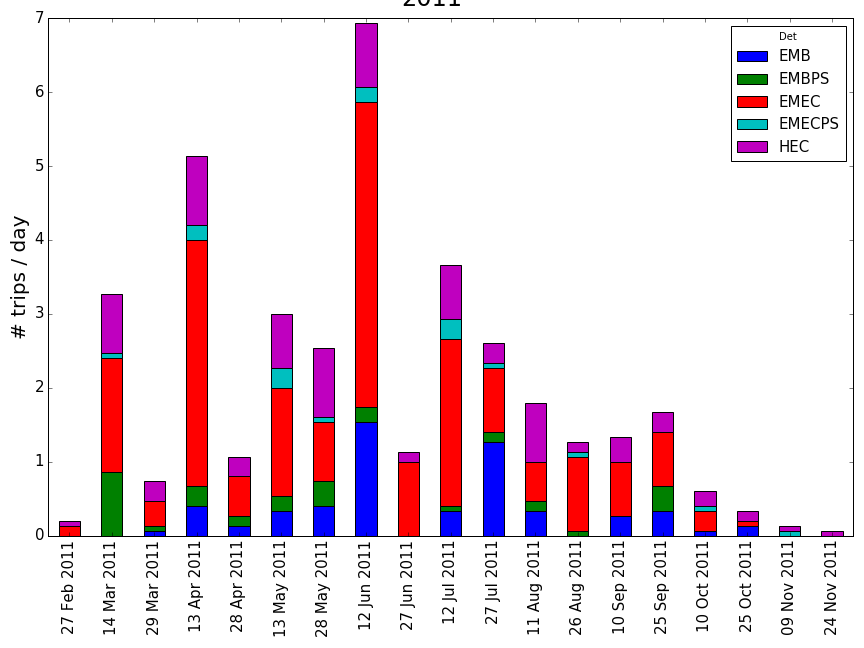 2011
# trips / day
7
6
5
4
3
2
1
0
Det
EMB
EMBPS
EMEC
EMECPS
HEC
27 Feb 2011
14 Mar 2011
29 Mar 2011
13 Apr 2011
28 Apr 2011
13 May 2011
28 May 2011
12 Jun 2011
27 Jun 2011
12 Jul 2011
27 Jul 2011
11 Aug 2011
26 Aug 2011
10 Sep 2011
25 Sep 2011
10 Oct 2011
25 Oct 2011
09 Nov 2011
24 Nov 2011